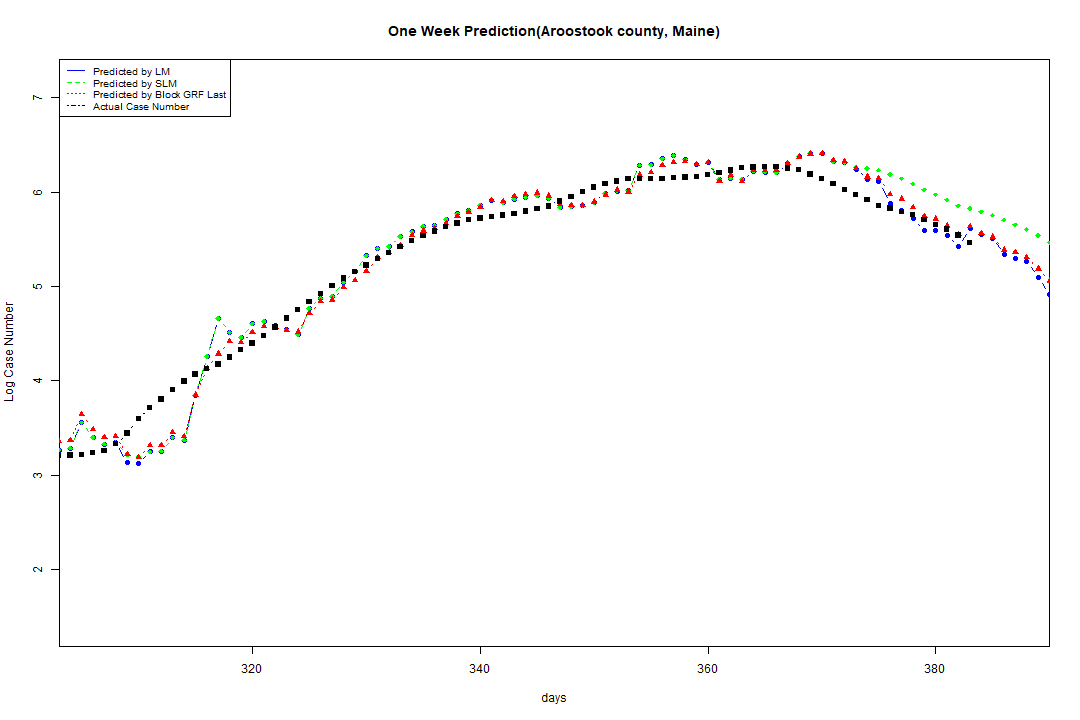 One Week Prediction(Aroostook county, Maine)
Predicted by LM
Predicted by SLM
Predicted by Block GRF Last
Actual Case Number
7
6
5
4
3
2
Log Case Number
320 340 360 380
days